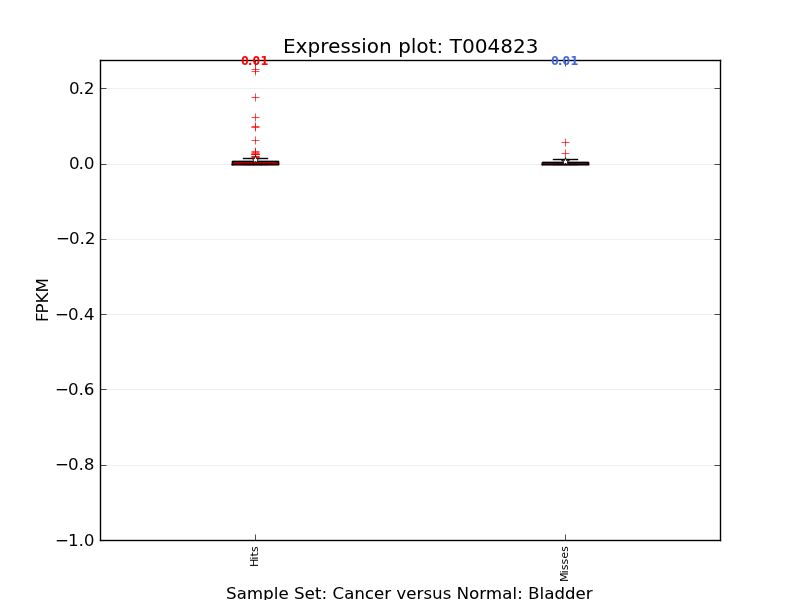 Expression plot: T004823
0.01
0.01
0.2
0.0
−0.2
−0.4
−0.6
−0.8
−1.0
FPKM
Hits
Misses
Sample Set: Cancer versus Normal: Bladder